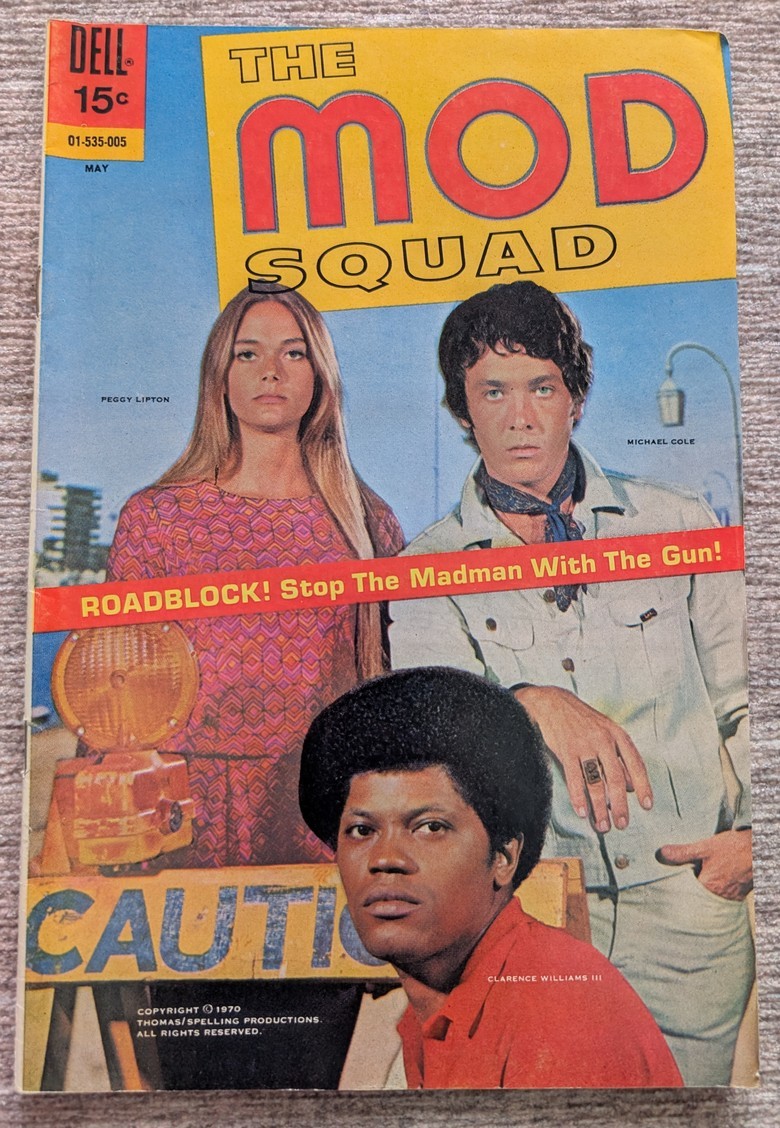 DELL®
15c
01-535-005
MAY
THE
MOD
SQUAD
PEGGY LIPTON
MICHAEL COLE
ROADBLOCK! Stop The Madman With The Gun!
CAUTIO
CLARENCE WILLIAMS III
COPYRIGHT © 1970
THOMAS/SPELLING PRODUCTIONS.
ALL RIGHTS RESERVED.